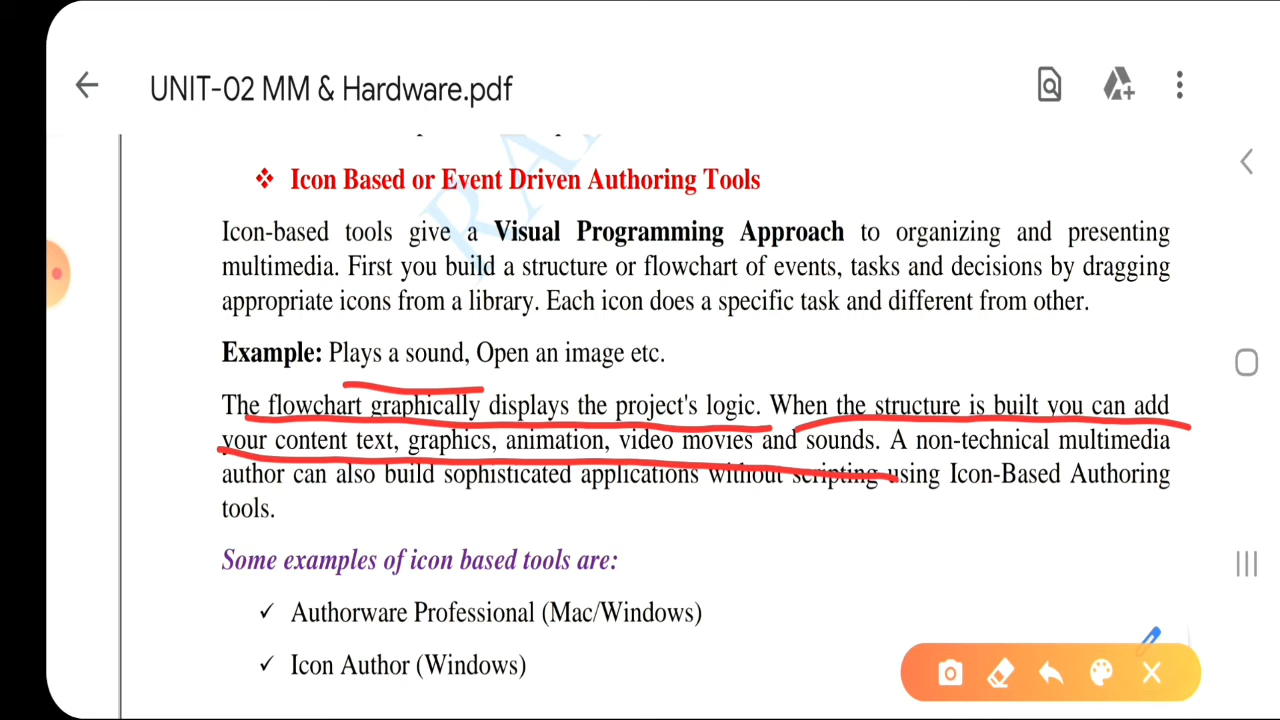 UNIT-02 MM & Hardware.pdf
❖ Icon Based or Event Driven Authoring Tools
Icon-based tools give a Visual Programming Approach to organizing and presenting
multimedia. First you build a structure or flowchart of events, tasks and decisions by dragging
appropriate icons from a library. Each icon does a specific task and different from other.
Example: Plays a sound, Open an image etc.
The flowchart graphically displays the project's logic. When the structure is built you can add
your content text, graphics, animation, video movies and sounds. A non-technical multimedia
author can also build sophisticated applications without scripting using Icon-Based Authoring
tools.
Some examples of icon based tools are:
✓ Authorware Professional (Mac/Windows)
✓ Icon Author (Windows)